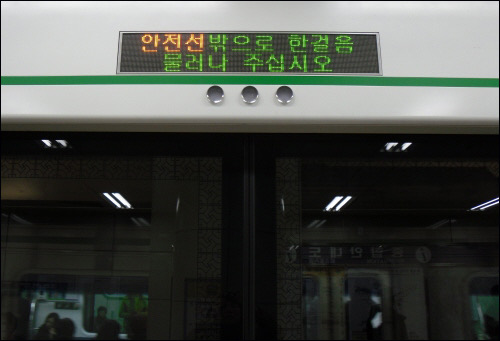 안전선밖으로 한걸음
물러나 주십시오